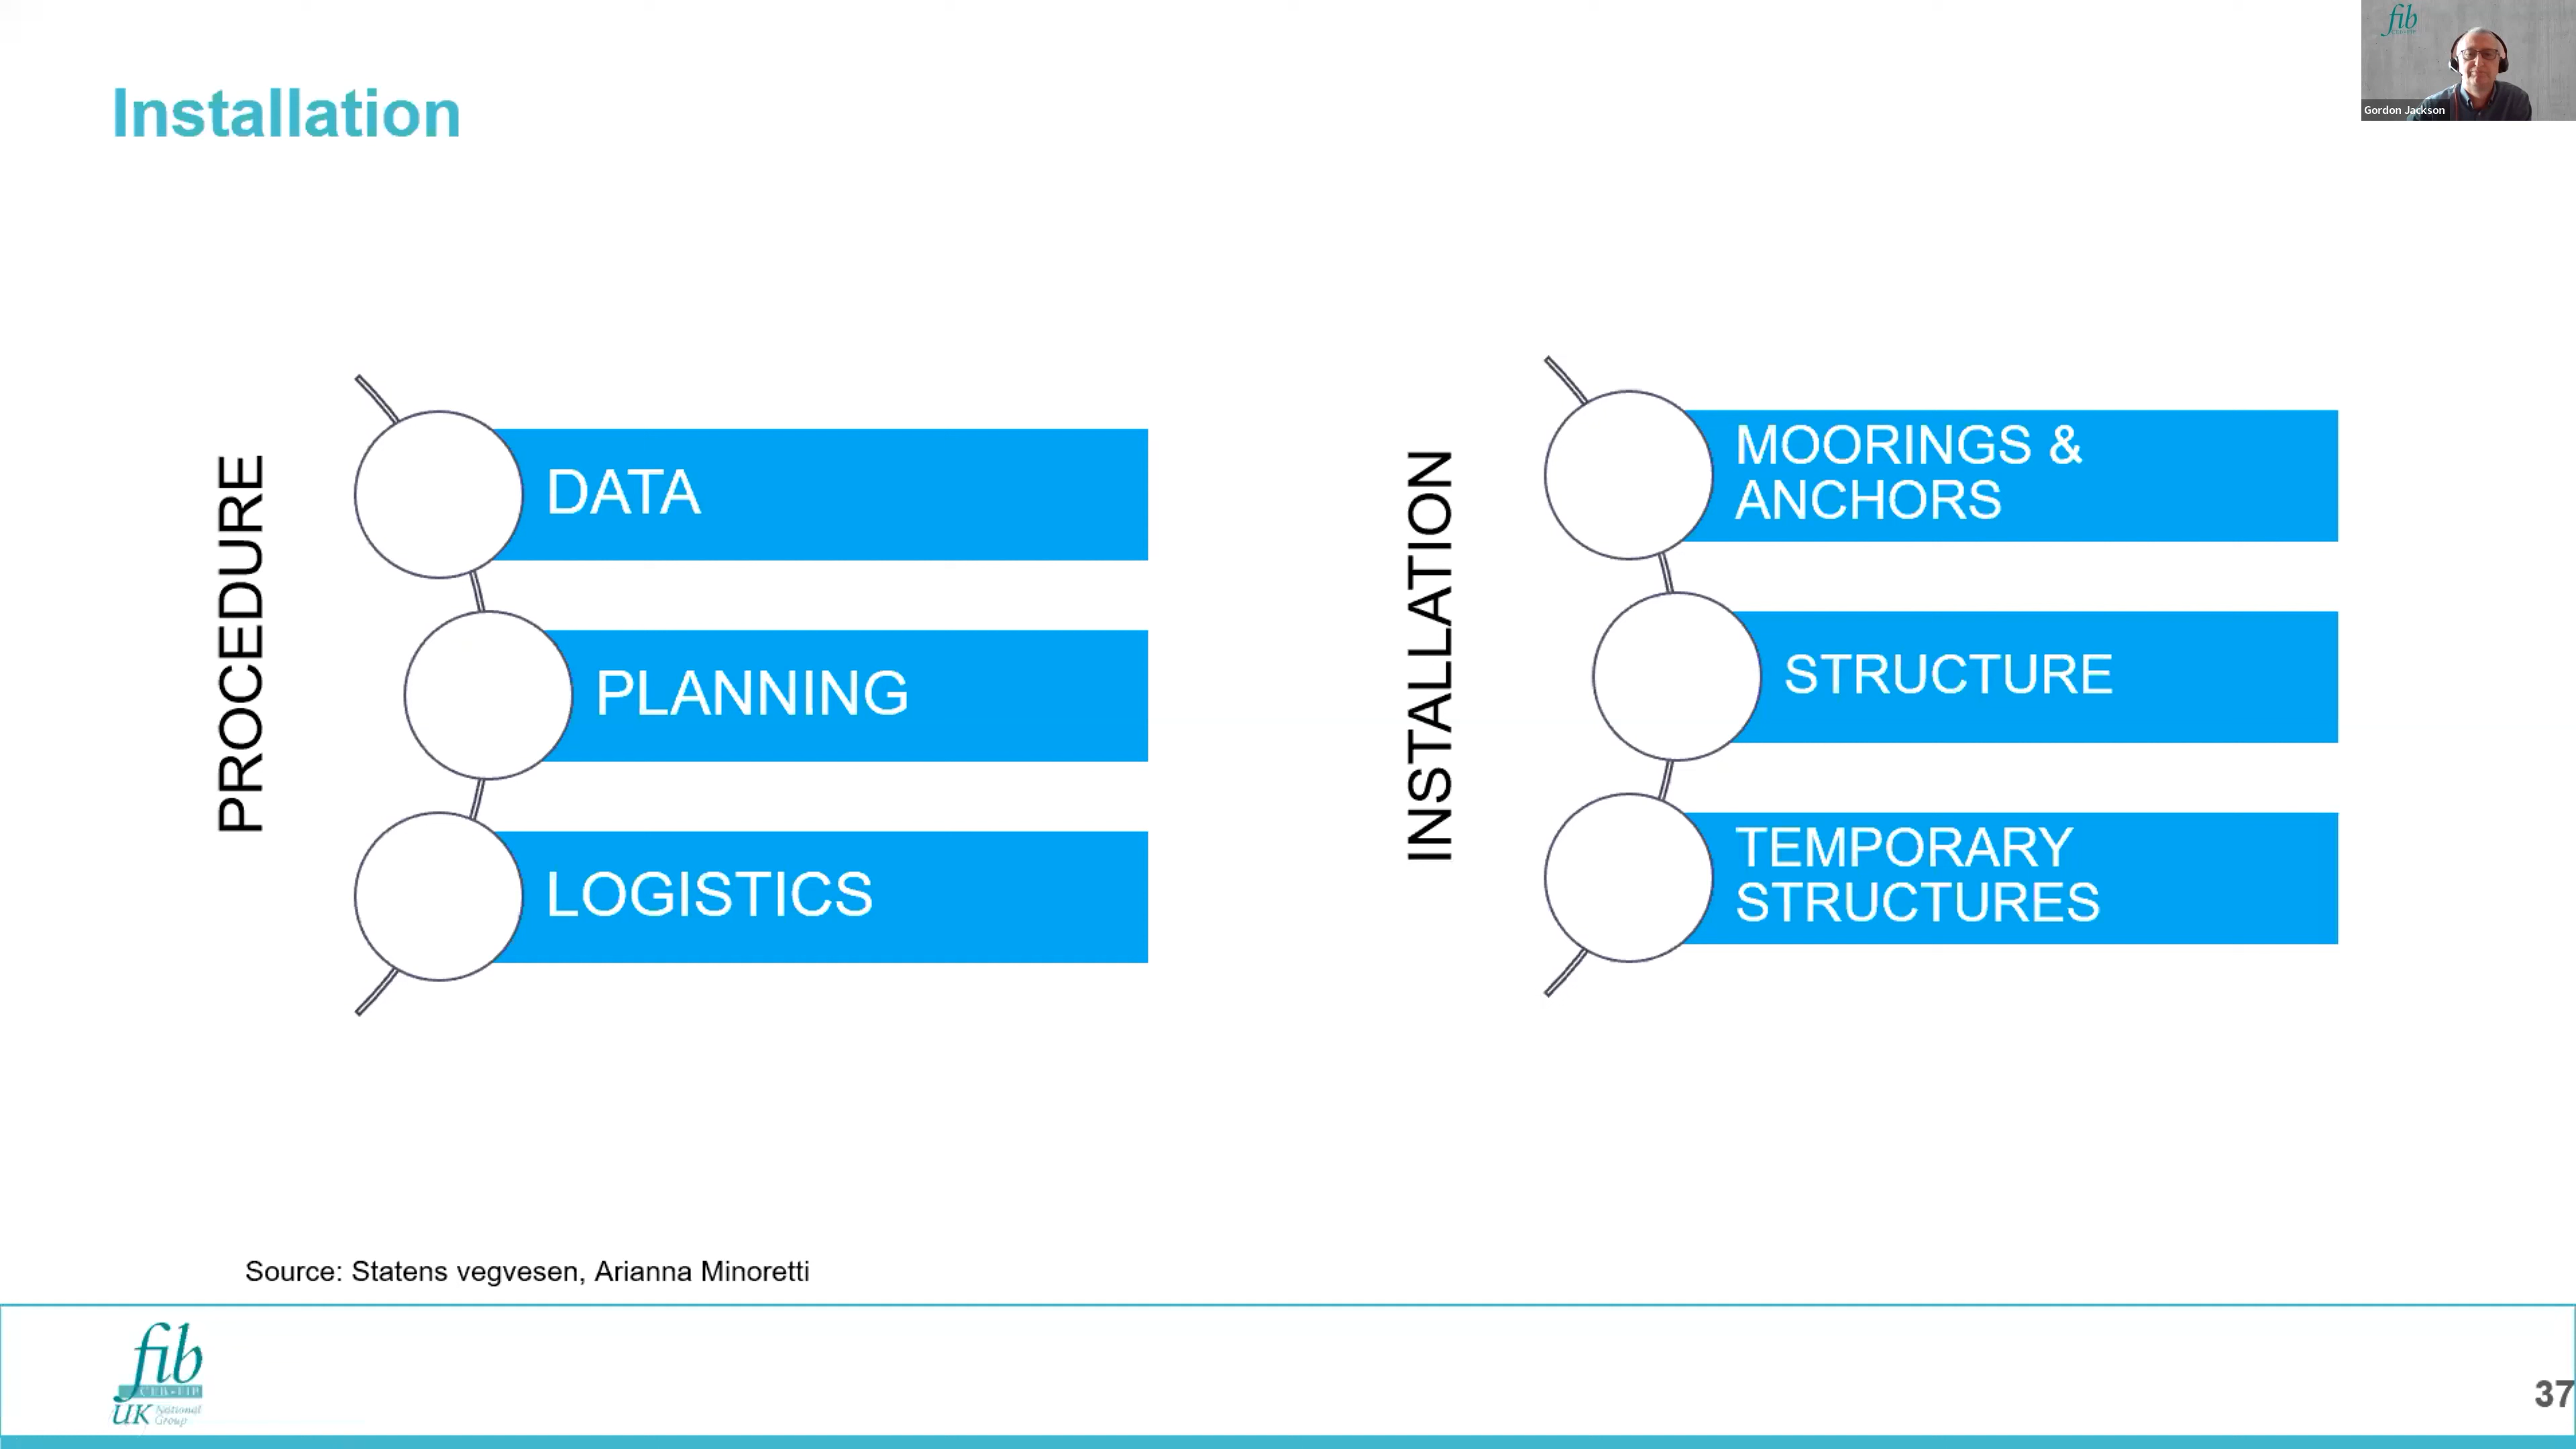 Installation
fib
Gordon Jackson
PROCEDURE
DATA
PLANNING
LOGISTICS
INSTALLATION
MOORINGS &
ANCHORS
STRUCTURE
TEMPORARY
STRUCTURES
Source: Statens vegvesen, Arianna Minoretti
fib
CEB-FIP
UK National
Group
37